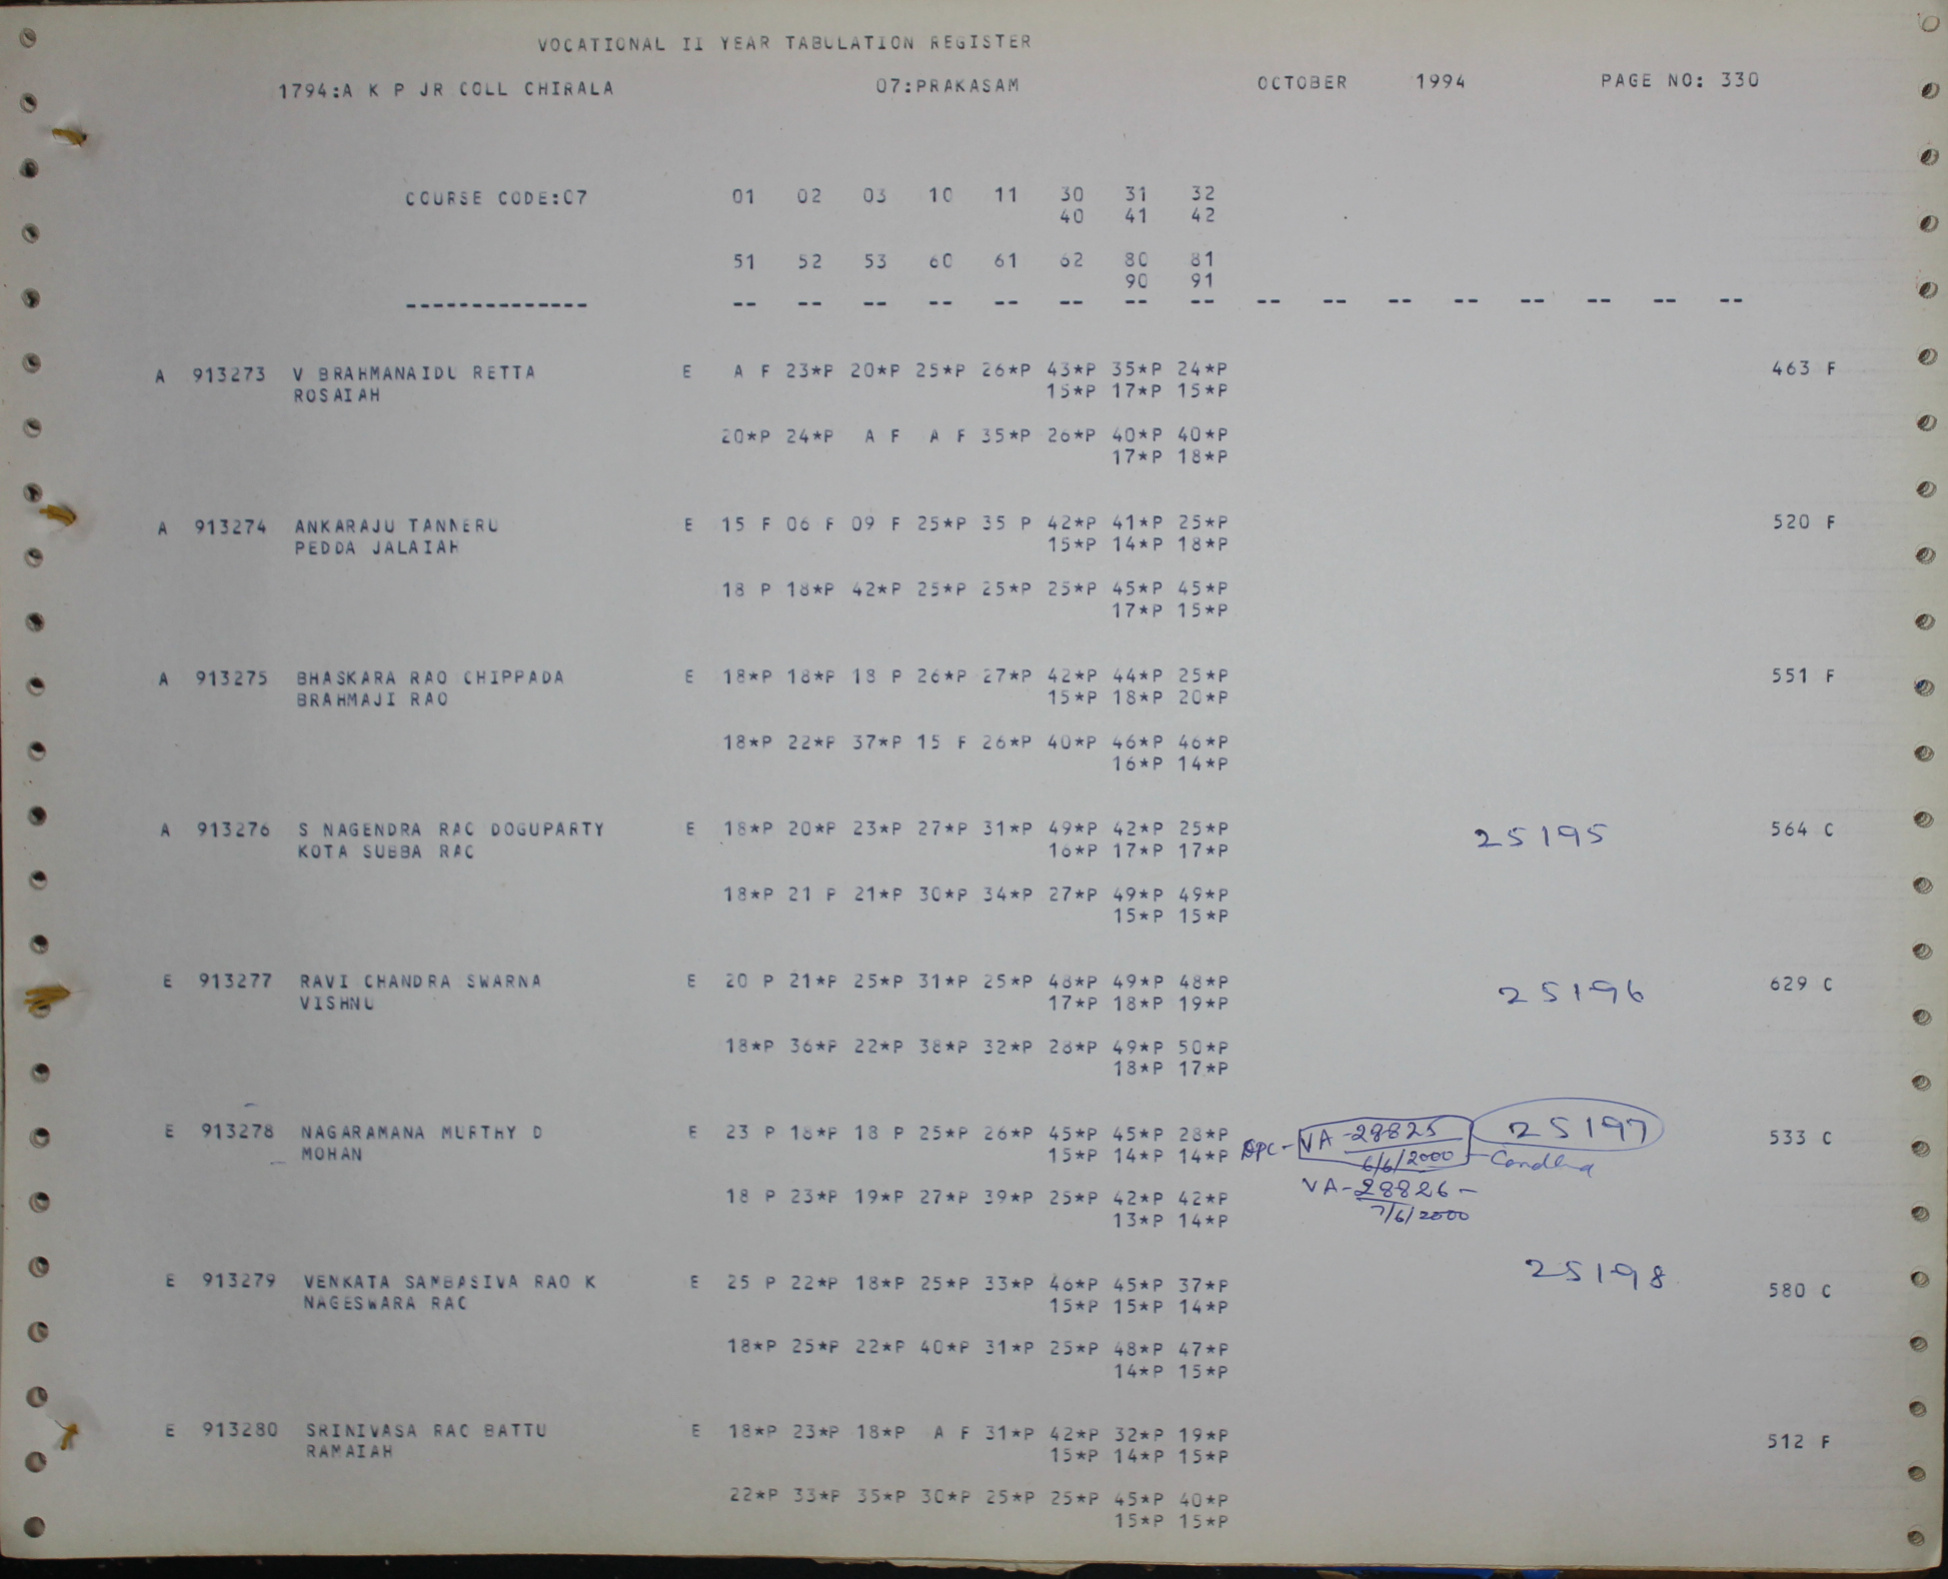 VOCATIONAL II YEAR TABULATION REGISTER
1794:A K P JR COLL CHIRALA 07:PRAKASAM OCTOBER 1994 PAGE NO: 330
COURSE CODE:07 01 02 03 10 11 30 31 32
40 41 42
51 52 53 60 61 62 80 81
90 91
-------------- -- -- -- -- -- -- -- -- -- -- -- -- -- -- -- --
A 913273 V BRAHMANAIDU RETTA E A F 23*P 20*P 25*P 26*P 43*P 35*P 24*P 463 F
ROSAIAH 15*P 17*P 15*P
20*P 24*P A F A F 35*P 26*P 40*P 40*P
17*P 18*P
A 913274 ANKARAJU TANNERU E 15 F 06 F 09 F 25*P 35 P 42*P 41*P 25*P 520 F
PEDDA JALAIAH 15*P 14*P 18*P
18 P 18*P 42*P 25*P 25*P 25*P 45*P 45*P
17*P 15*P
A 913275 BHASKARA RAO CHIPPADA E 18*P 18*P 18 P 26*P 27*P 42*P 44*P 25*P 551 F
BRAHMAJI RAO 15*P 18*P 20*P
18*P 22*P 37*P 15 F 26*P 40*P 46*P 46*P
16*P 14*P
A 913276 S NAGENDRA RAO DOGUPARTY E 18*P 20*P 23*P 27*P 31*P 49*P 42*P 25*P 25195 564 C
KOTA SUBBA RAO 16*P 17*P 17*P
18*P 21 P 21*P 30*P 34*P 27*P 49*P 49*P
15*P 15*P
E 913277 RAVI CHANDRA SWARNA E 20 P 21*P 25*P 31*P 25*P 48*P 49*P 48*P 25196 629 C
VISHNU 17*P 18*P 19*P
18*P 36*P 22*P 38*P 32*P 28*P 49*P 50*P
18*P 17*P
E 913278 NAGARAMANA MURTHY D E 23 P 18*P 18 P 25*P 26*P 45*P 45*P 28*P VA-28825 25197 533 C
MOHAN 15*P 14*P 14*P 6/6/2000
VA-28826-
18 P 23*P 19*P 27*P 39*P 25*P 42*P 42*P
13*P 14*P 7/6/2000
E 913279 VENKATA SAMBASIVA RAO K E 25 P 22*P 18*P 25*P 33*P 46*P 45*P 37*P 25198 580 C
NAGESWARA RAO 15*P 15*P 14*P
18*P 25*P 22*P 40*P 31*P 25*P 48*P 47*P
14*P 15*P
E 913280 SRINIVASA RAO BATTU E 18*P 23*P 18*P A F 31*P 42*P 32*P 19*P 512 F
RAMAIAH 15*P 14*P 15*P
22*P 33*P 35*P 30*P 25*P 25*P 45*P 40*P
15*P 15*P